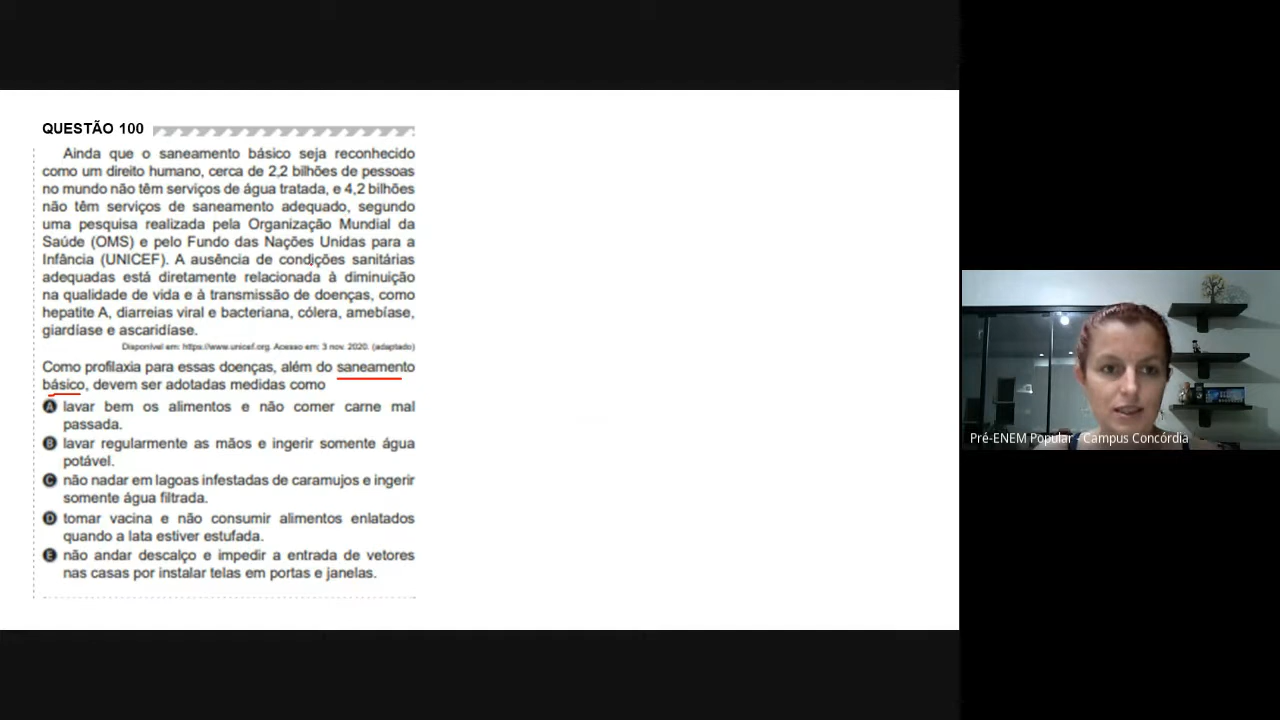 QUESTÃO 100
Ainda que o saneamento básico seja reconhecido
como um direito humano, cerca de 2,2 bilhões de pessoas
no mundo não têm serviços de água tratada, e 4,2 bilhões
não têm serviços de saneamento adequado, segundo
uma pesquisa realizada pela Organização Mundial da
Saúde (OMS) e pelo Fundo das Nações Unidas para a
Infância (UNICEF). A ausência de condições sanitárias
adequadas está diretamente relacionada à diminuição
na qualidade de vida e à transmissão de doenças, como
hepatite A, diarreias viral e bacteriana, cólera, amebíase,
giardíase e ascaridíase.
Disponível em: https://www.unicef.org. Acesso em: 3 nov. 2020. (adaptado)
Como profilaxia para essas doenças, além do saneamento
básico, devem ser adotadas medidas como
A lavar bem os alimentos e não comer carne mal
passada.
B lavar regularmente as mãos e ingerir somente água
potável.
C não nadar em lagoas infestadas de caramujos e ingerir
somente água filtrada.
D tomar vacina e não consumir alimentos enlatados
quando a lata estiver estufada.
E não andar descalço e impedir a entrada de vetores
nas casas por instalar telas em portas e janelas.
Pré-ENEM Popular - Campus Concórdia